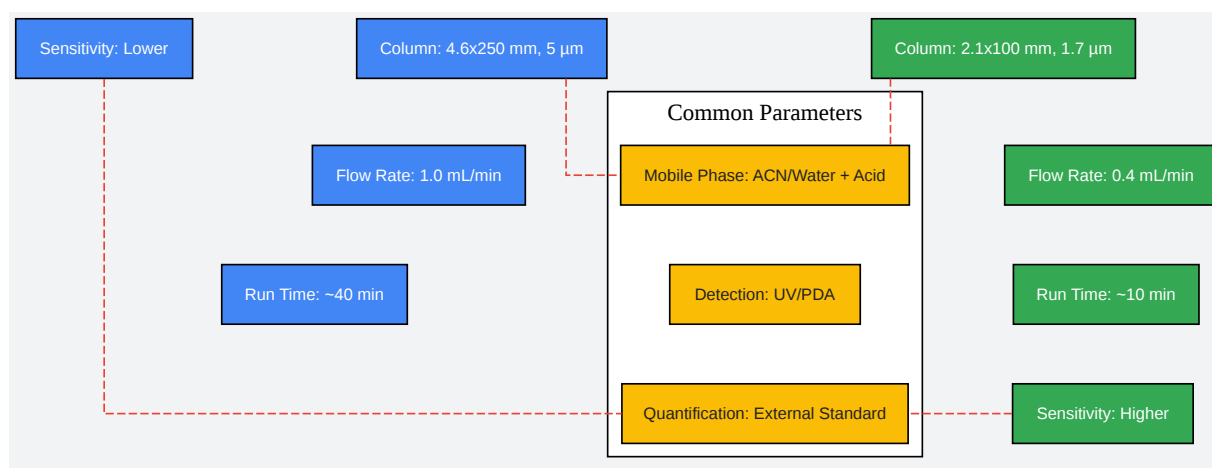 Sensitivity: Lower
Column: 4.6x250 mm, 5 µm
Column: 2.1x100 mm, 1.7 µm
Common Parameters
Flow Rate: 1.0 mL/min
Mobile Phase: ACN/Water + Acid
Flow Rate: 0.4 mL/min
Run Time: ~40 min
Detection: UV/PDA
Run Time: ~10 min
Quantification: External Standard
Sensitivity: Higher